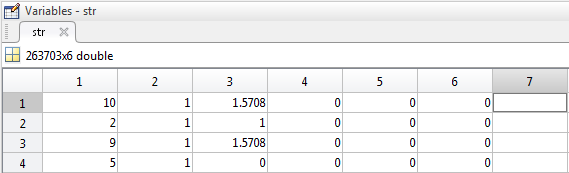 Variables - str
str
263703x6 double
1 2 3 4 5 6 7
1 10 1 1.5708 0 0 0
2 2 1 1 0 0 0
3 9 1 1.5708 0 0 0
4 5 1 0 0 0 0